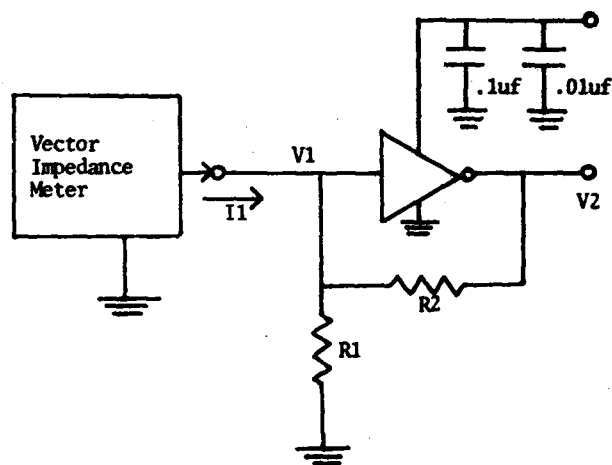 .1uf
.01uf
Vector
Impedance
Meter
V1
I1
V2
R2
R1